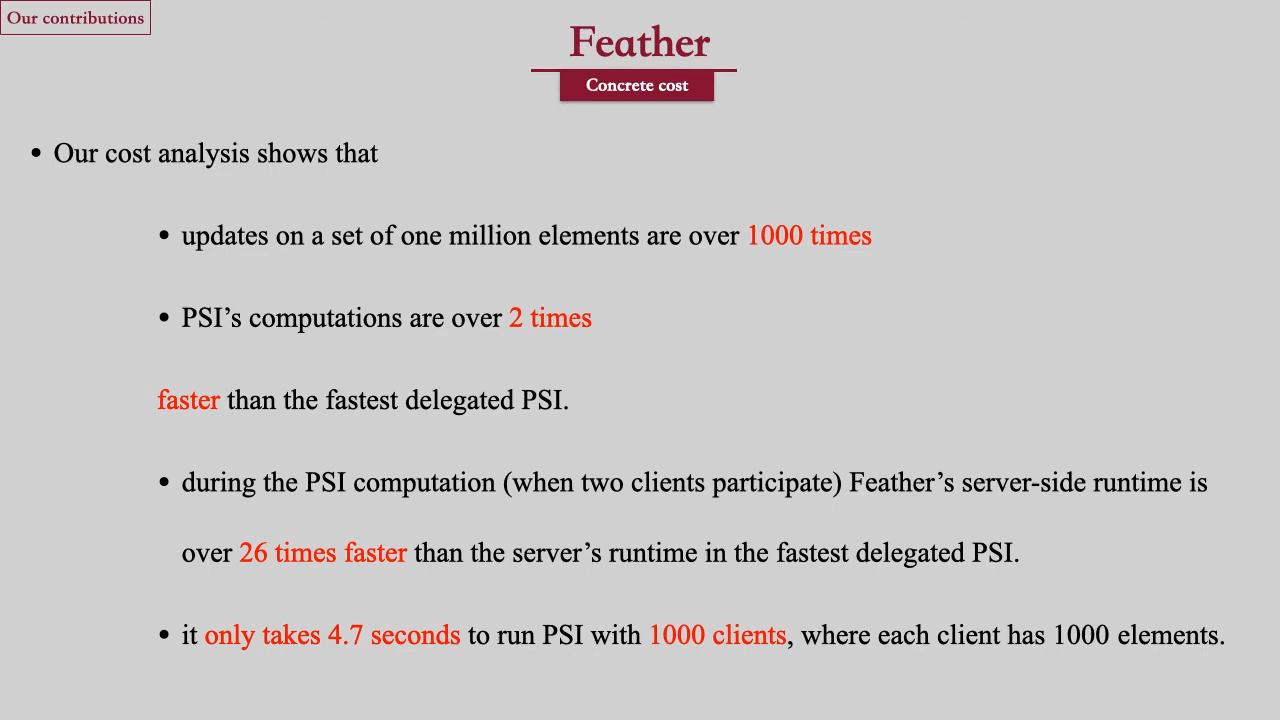 Our contributions
Feather
Concrete cost
• Our cost analysis shows that
• updates on a set of one million elements are over 1000 times
• PSI’s computations are over 2 times
faster than the fastest delegated PSI.
• during the PSI computation (when two clients participate) Feather’s server-side runtime is
over 26 times faster than the server’s runtime in the fastest delegated PSI.
• it only takes 4.7 seconds to run PSI with 1000 clients, where each client has 1000 elements.